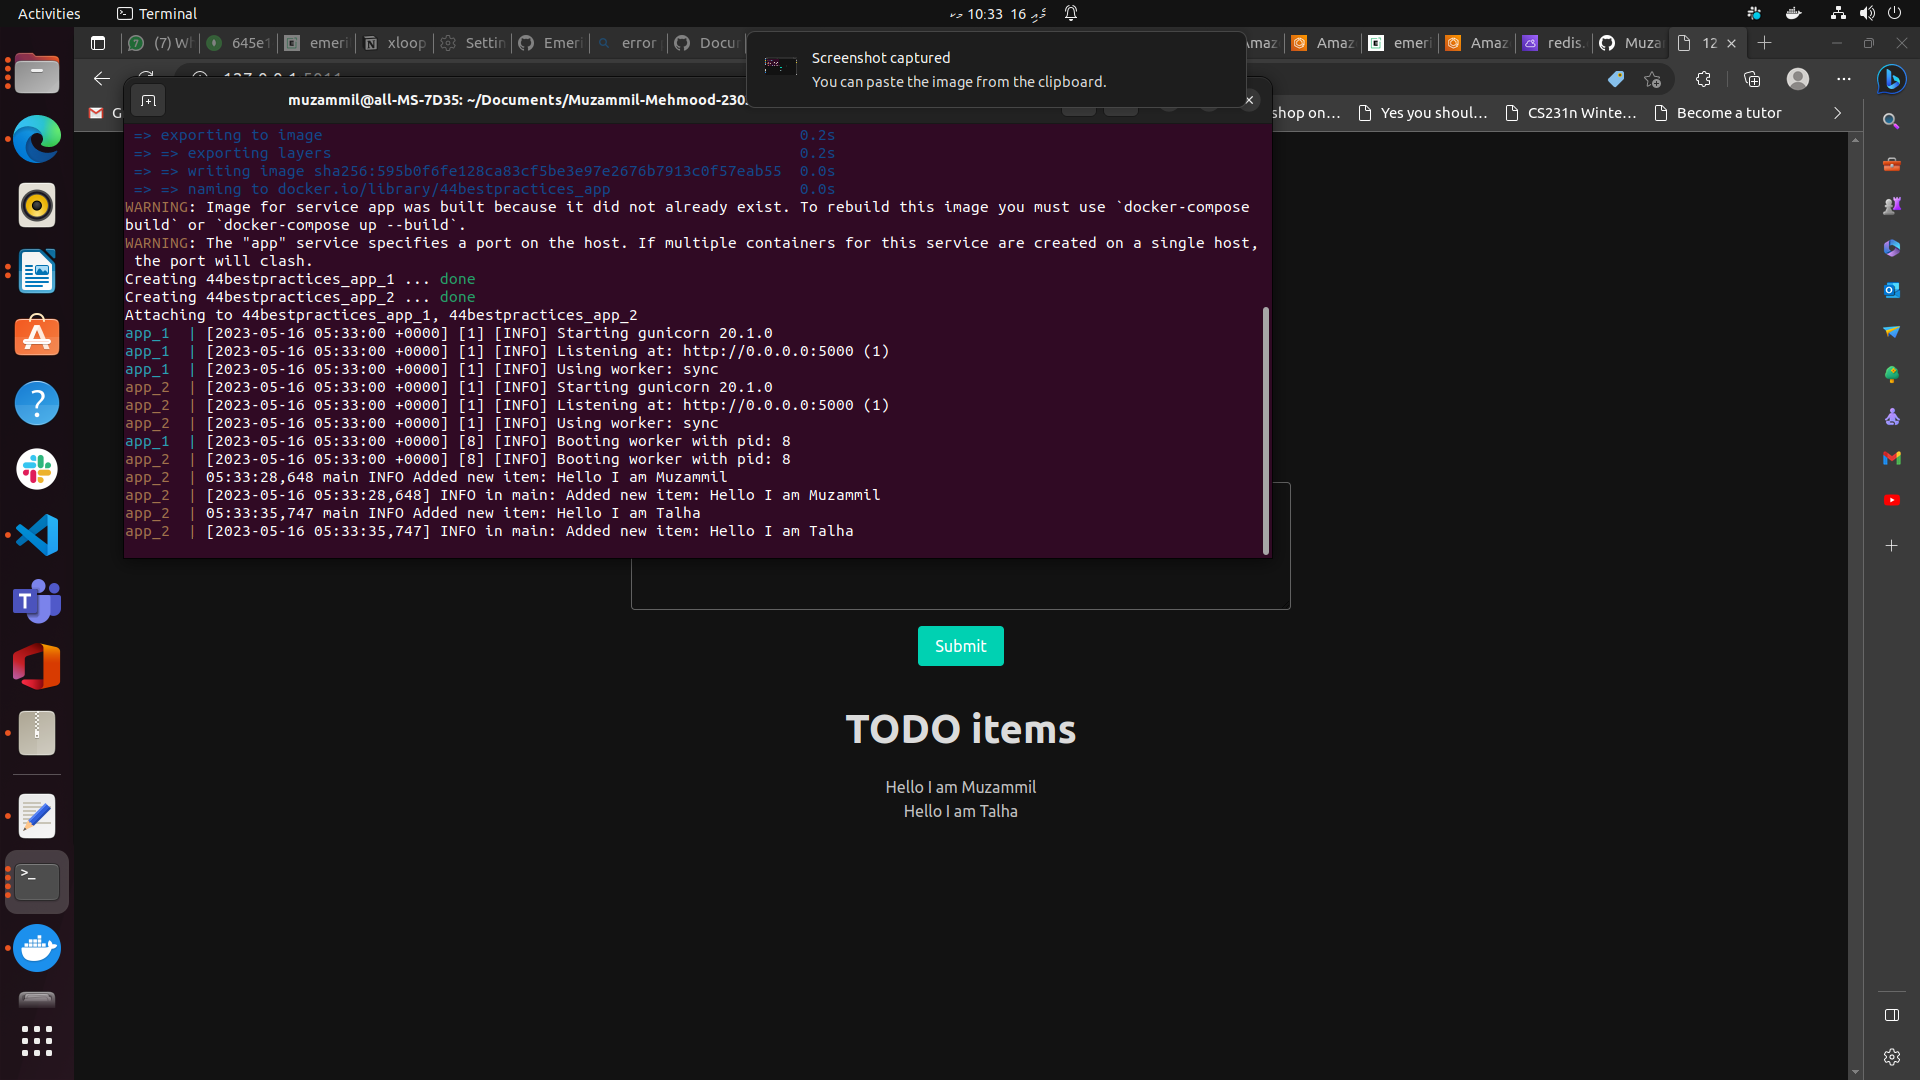 Activities
Terminal
10:33 16
(7) Wh
645e1
emeri
xloop
Settin
Emeri
error
Docur
Amaz
Amaz
emeri
Amaz
redis.
Muza
12
Screenshot captured
You can paste the image from the clipboard.
muzammil@all-MS-7D35: ~/Documents/Muzammil-Mehmood-230
G
shop on...
Yes you shoul...
CS231n Winte...
Become a tutor
=> exporting to image 0.2s
=> => exporting layers 0.2s
=> => writing image sha256:595b0f6fe128ca83cf5be3e97e2676b7913c0f57eab55 0.0s
=> => naming to docker.io/library/44bestpractices_app 0.0s
WARNING: Image for service app was built because it did not already exist. To rebuild this image you must use `docker-compose
build` or `docker-compose up --build`.
WARNING: The "app" service specifies a port on the host. If multiple containers for this service are created on a single host,
the port will clash.
Creating 44bestpractices_app_1 ... done
Creating 44bestpractices_app_2 ... done
Attaching to 44bestpractices_app_1, 44bestpractices_app_2
app_1 | [2023-05-16 05:33:00 +0000] [1] [INFO] Starting gunicorn 20.1.0
app_1 | [2023-05-16 05:33:00 +0000] [1] [INFO] Listening at: http://0.0.0.0:5000 (1)
app_1 | [2023-05-16 05:33:00 +0000] [1] [INFO] Using worker: sync
app_2 | [2023-05-16 05:33:00 +0000] [1] [INFO] Starting gunicorn 20.1.0
app_2 | [2023-05-16 05:33:00 +0000] [1] [INFO] Listening at: http://0.0.0.0:5000 (1)
app_2 | [2023-05-16 05:33:00 +0000] [1] [INFO] Using worker: sync
app_1 | [2023-05-16 05:33:00 +0000] [8] [INFO] Booting worker with pid: 8
app_2 | [2023-05-16 05:33:00 +0000] [8] [INFO] Booting worker with pid: 8
app_2 | 05:33:28,648 main INFO Added new item: Hello I am Muzammil
app_2 | [2023-05-16 05:33:28,648] INFO in main: Added new item: Hello I am Muzammil
app_2 | 05:33:35,747 main INFO Added new item: Hello I am Talha
app_2 | [2023-05-16 05:33:35,747] INFO in main: Added new item: Hello I am Talha
Submit
TODO items
Hello I am Muzammil
Hello I am Talha